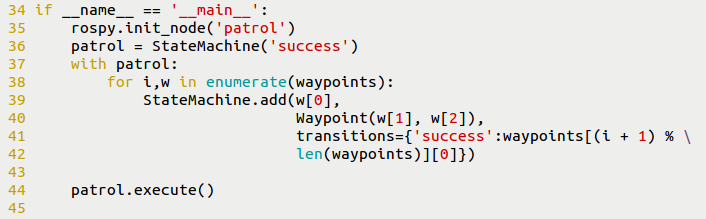 34 if __name__ == '__main__':
35     rospy.init_node('patrol')
36     patrol = StateMachine('success')
37     with patrol:
38         for i,w in enumerate(waypoints):
39             StateMachine.add(w[0],
40                              Waypoint(w[1], w[2]),
41                              transitions={'success':waypoints[(i + 1) % \
42                              len(waypoints)][0]})
43
44     patrol.execute()
45